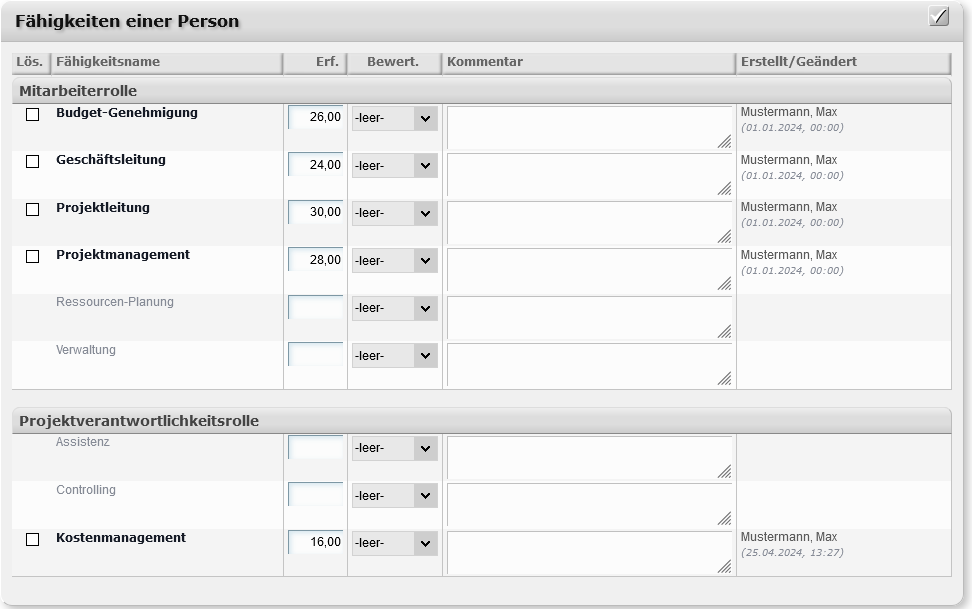 Fähigkeiten einer Person
Lös. Fähigkeitsname Erf. Bewert. Kommentar Erstellt/Geändert
Mitarbeiterrolle
Budget-Genehmigung 26,00 -leer- Mustermann, Max
(01.01.2024, 00:00)
Geschäftsleitung 24,00 -leer- Mustermann, Max
(01.01.2024, 00:00)
Projektleitung 30,00 -leer- Mustermann, Max
(01.01.2024, 00:00)
Projektmanagement 28,00 -leer- Mustermann, Max
(01.01.2024, 00:00)
Ressourcen-Planung -leer-
Verwaltung -leer-
Projektverantwortlichkeitsrolle
Assistenz -leer-
Controlling -leer-
Kostenmanagement 16,00 -leer- Mustermann, Max
(25.04.2024, 13:27)